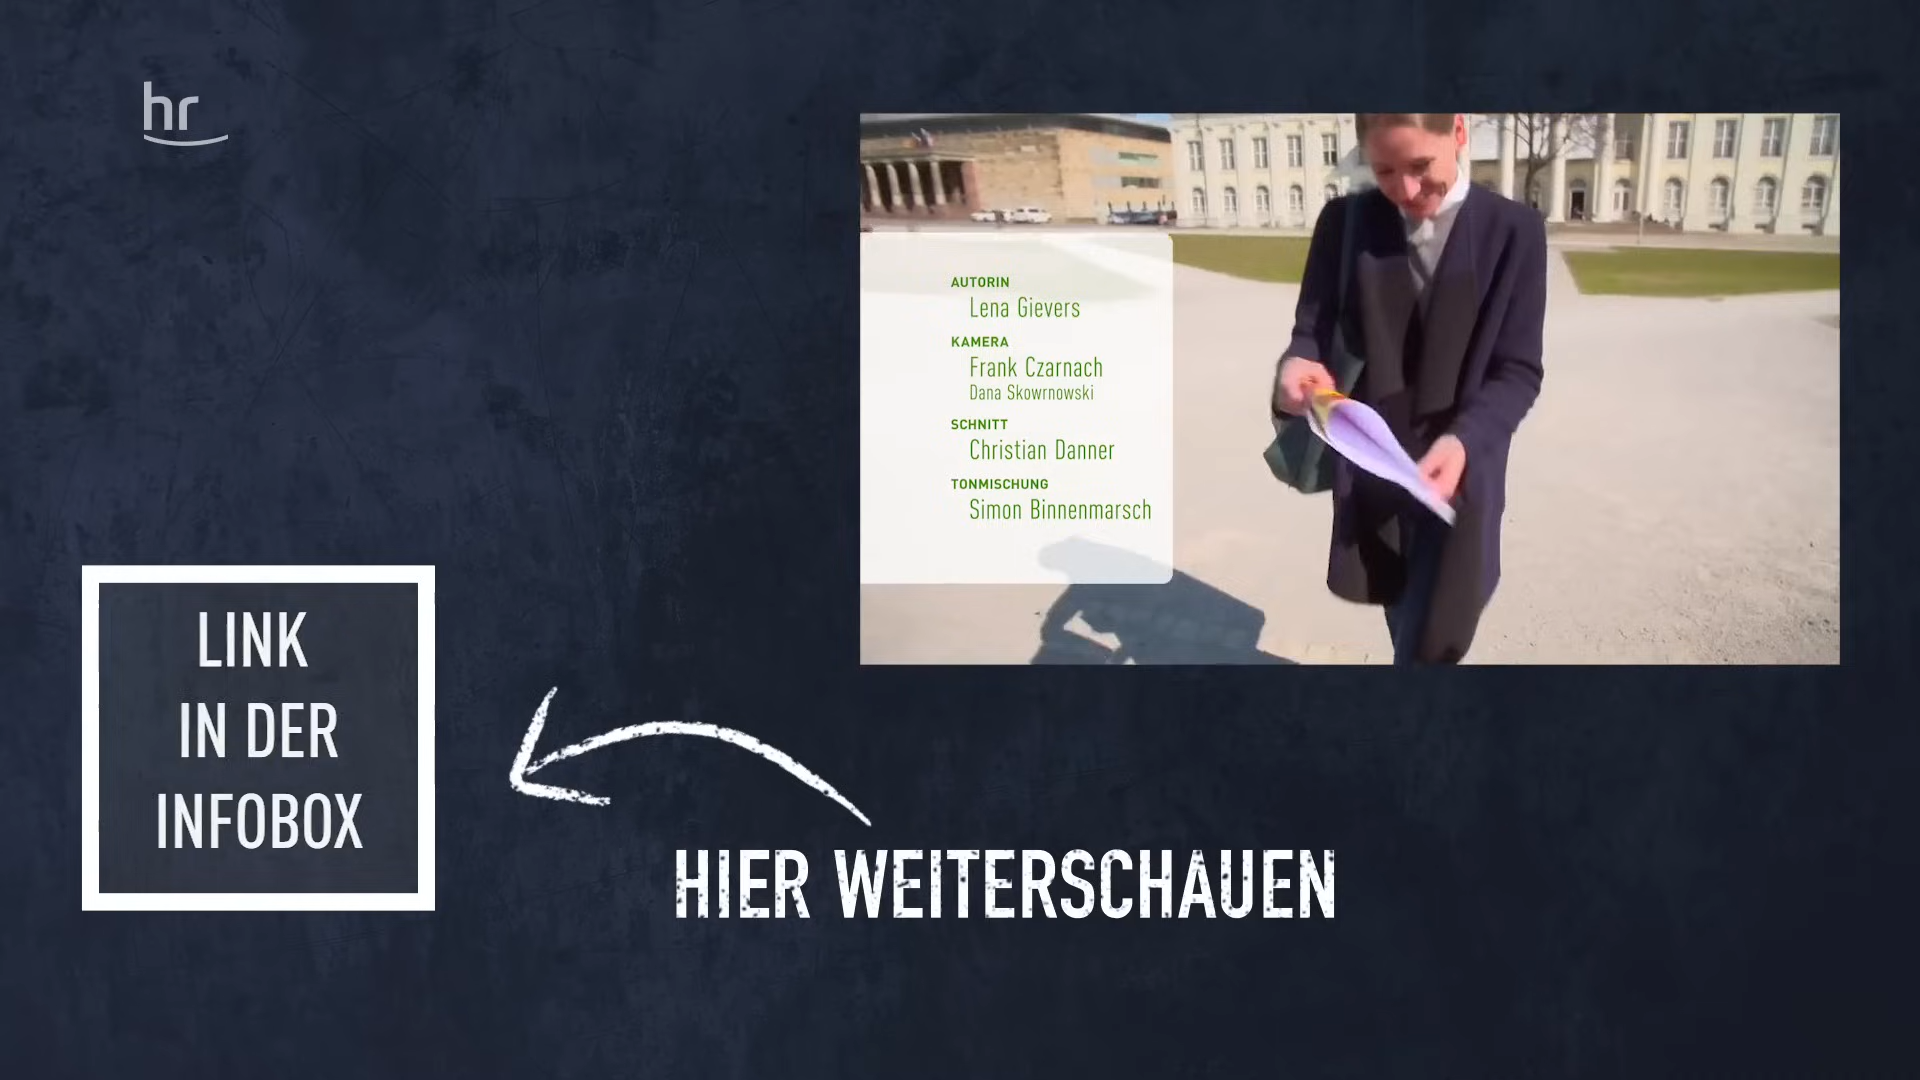 hr
AUTORIN
Lena Gievers
KAMERA
Frank Czarnach
Dana Skowrnowski
SCHNITT
Christian Danner
TONMISCHUNG
Simon Binnenmarsch
LINK
IN DER
INFOBOX
HIER WEITERSCHAUEN